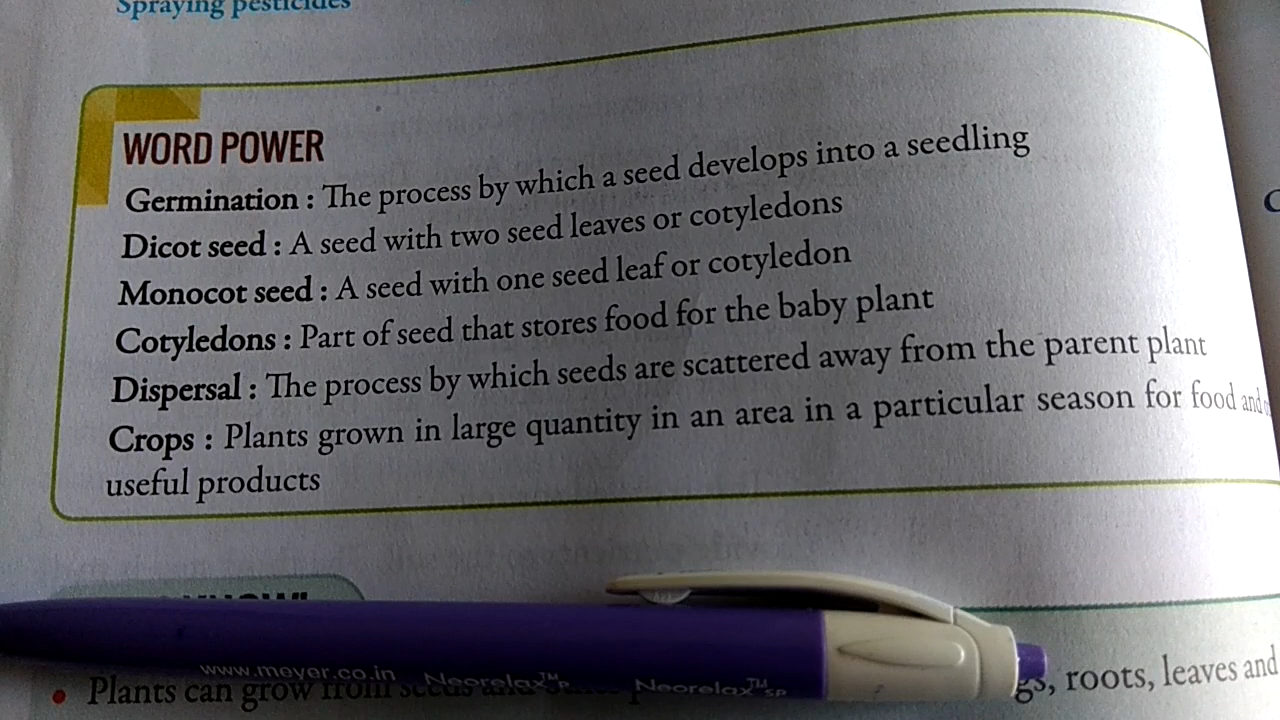 Spraying pesticides
WORD POWER
Germination : The process by which a seed develops into a seedling
Dicot seed : A seed with two seed leaves or cotyledons
Monocot seed : A seed with one seed leaf or cotyledon
Cotyledons : Part of seed that stores food for the baby plant
Dispersal : The process by which seeds are scattered away from the parent plant
Crops : Plants grown in large quantity in an area in a particular season for food and
useful products
www.meyer.co.in Neorelax™ Neorelax™ SP
Plants can grow from seeds roots, leaves and